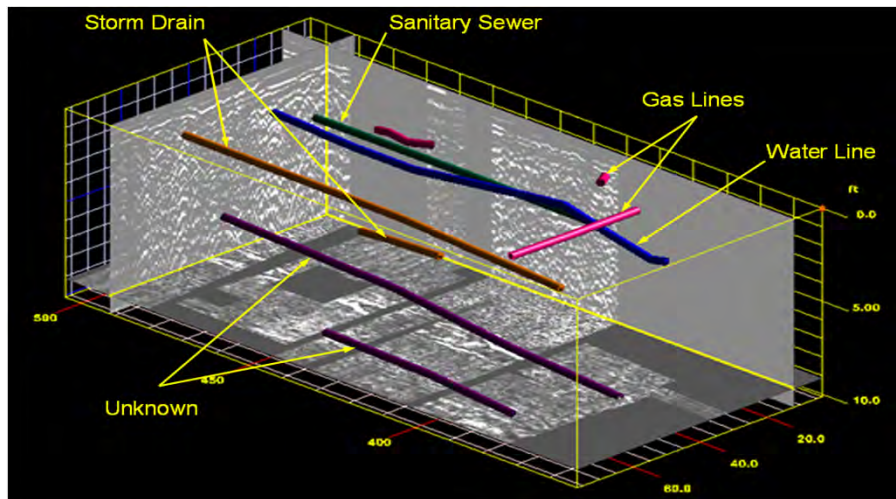 Storm Drain
Sanitary Sewer
Gas Lines
Water Line
ft
0.0
5.00
10.0
20.0
40.0
60.0
400
450
500
Unknown